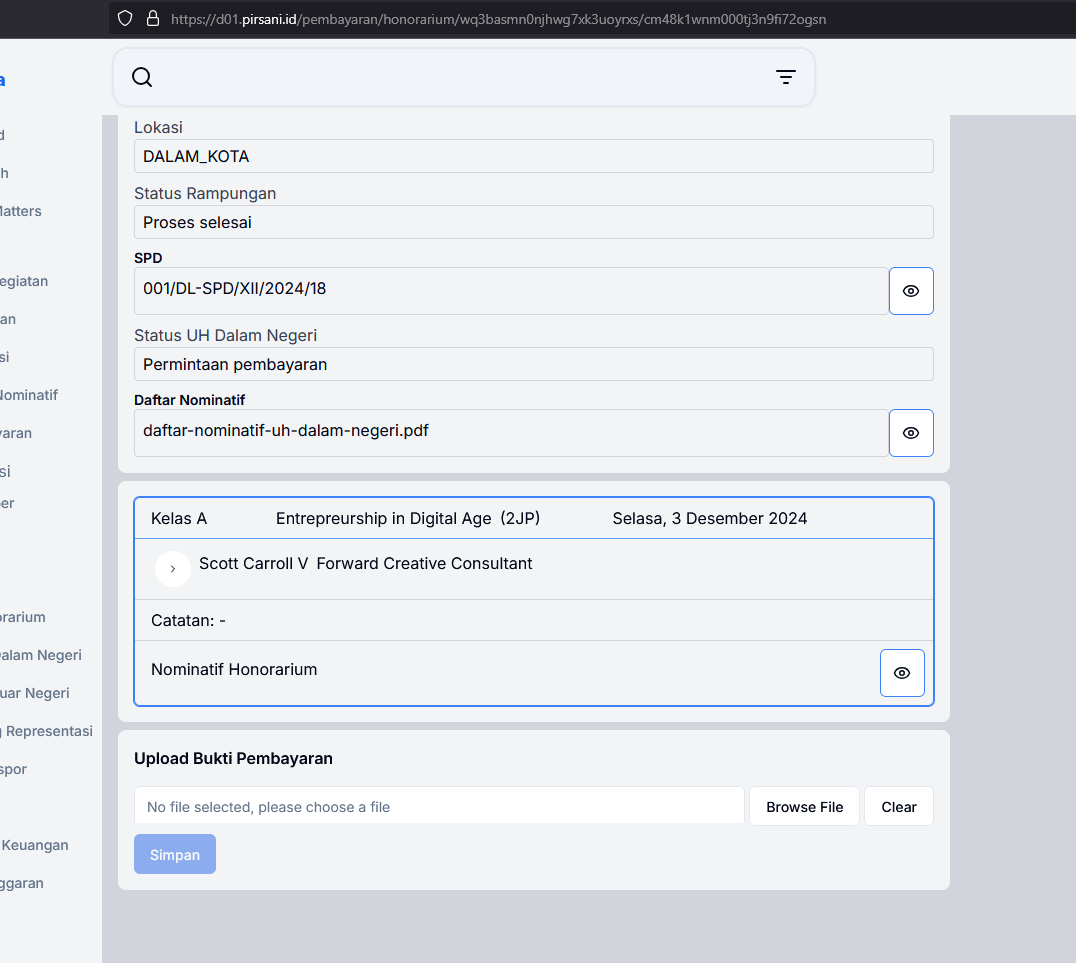 https://d01.pirsani.id/pembayaran/honorarium/wq3basmn0njhwg7xk3uoyrxs/cm48k1wnm000tj3n9fi72ogsn
a
d
h
Matters
egiatan
an
si
Nominatif
aran
si
er
orarium
Dalam Negeri
uar Negeri
g Representasi
spor
Keuangan
ggaran
Lokasi
DALAM_KOTA
Status Rampungan
Proses selesai
SPD
001/DL-SPD/XII/2024/18
Status UH Dalam Negeri
Permintaan pembayaran
Daftar Nominatif
daftar-nominatif-uh-dalam-negeri.pdf
Kelas A Entrepreurship in Digital Age (2JP) Selasa, 3 Desember 2024
Scott Carroll V Forward Creative Consultant
Catatan: -
Nominatif Honorarium
Upload Bukti Pembayaran
No file selected, please choose a file Browse File Clear
Simpan